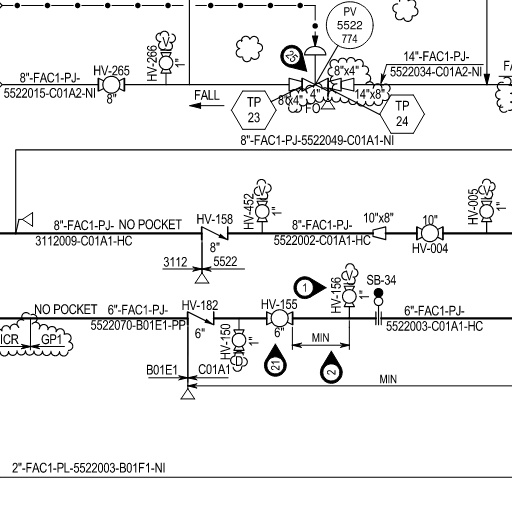 PV
5522
774
HV-266
1"
25
8"-FAC1-PJ-
5522015-C01A2-NI
HV-265
8"
14"-FAC1-PJ-
5522034-C01A2-NI
8"x4"
8"x4"
4"
14"x8"
FO
FALL
TP
23
TP
24
8"-FAC1-PJ-5522049-C01A1-NI
HV-452
V
1"
HV-005
V
1"
8"-FAC1-PJ-
NO POCKET
3112009-C01A1-HC
HV-158
8"
8"-FAC1-PJ-
5522002-C01A1-HC
10"x8"
10"
HV-004
3112
5522
1
HV-156
V
1"
SB-34
NO POCKET
6"-FAC1-PJ-
5522070-B01E1-PP
HV-182
6"
HV-155
6"
6"-FAC1-PJ-
5522003-C01A1-HC
HV-150
1"
D
MIN
ICR
GP1
21
2
B01E1
C01A1
MIN
2"-FAC1-PL-5522003-B01F1-NI